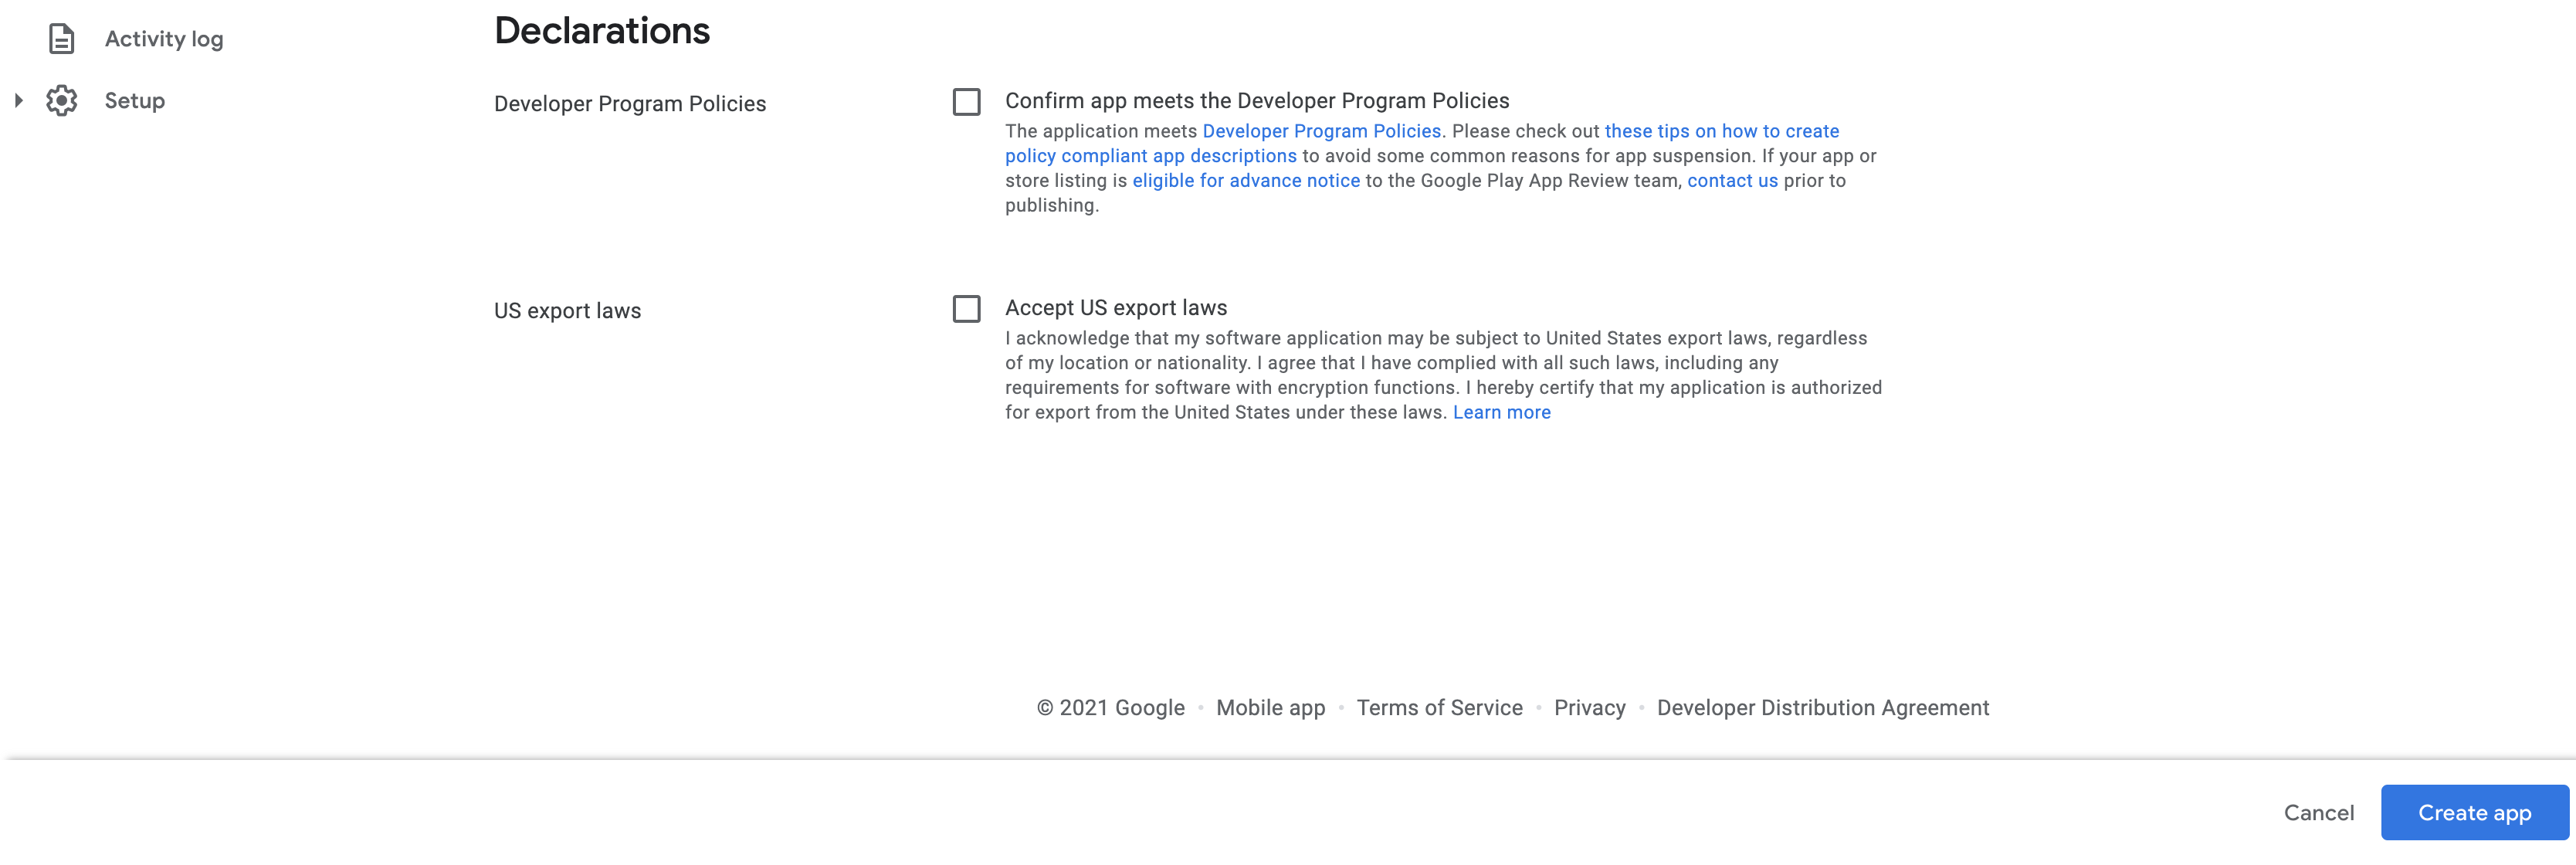 Activity log
Setup
Declarations
Developer Program Policies
Confirm app meets the Developer Program Policies
The application meets Developer Program Policies. Please check out these tips on how to create
policy compliant app descriptions to avoid some common reasons for app suspension. If your app or
store listing is eligible for advance notice to the Google Play App Review team, contact us prior to
publishing.
US export laws
Accept US export laws
I acknowledge that my software application may be subject to United States export laws, regardless
of my location or nationality. I agree that I have complied with all such laws, including any
requirements for software with encryption functions. I hereby certify that my application is authorized
for export from the United States under these laws. Learn more
© 2021 Google • Mobile app • Terms of Service • Privacy • Developer Distribution Agreement
Cancel
Create app